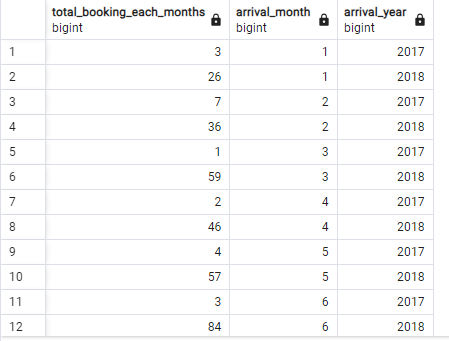 total_booking_each_months arrival_month arrival_year
bigint bigint bigint
1 3 1 2017
2 26 1 2018
3 7 2 2017
4 36 2 2018
5 1 3 2017
6 59 3 2018
7 2 4 2017
8 46 4 2018
9 4 5 2017
10 57 5 2018
11 3 6 2017
12 84 6 2018